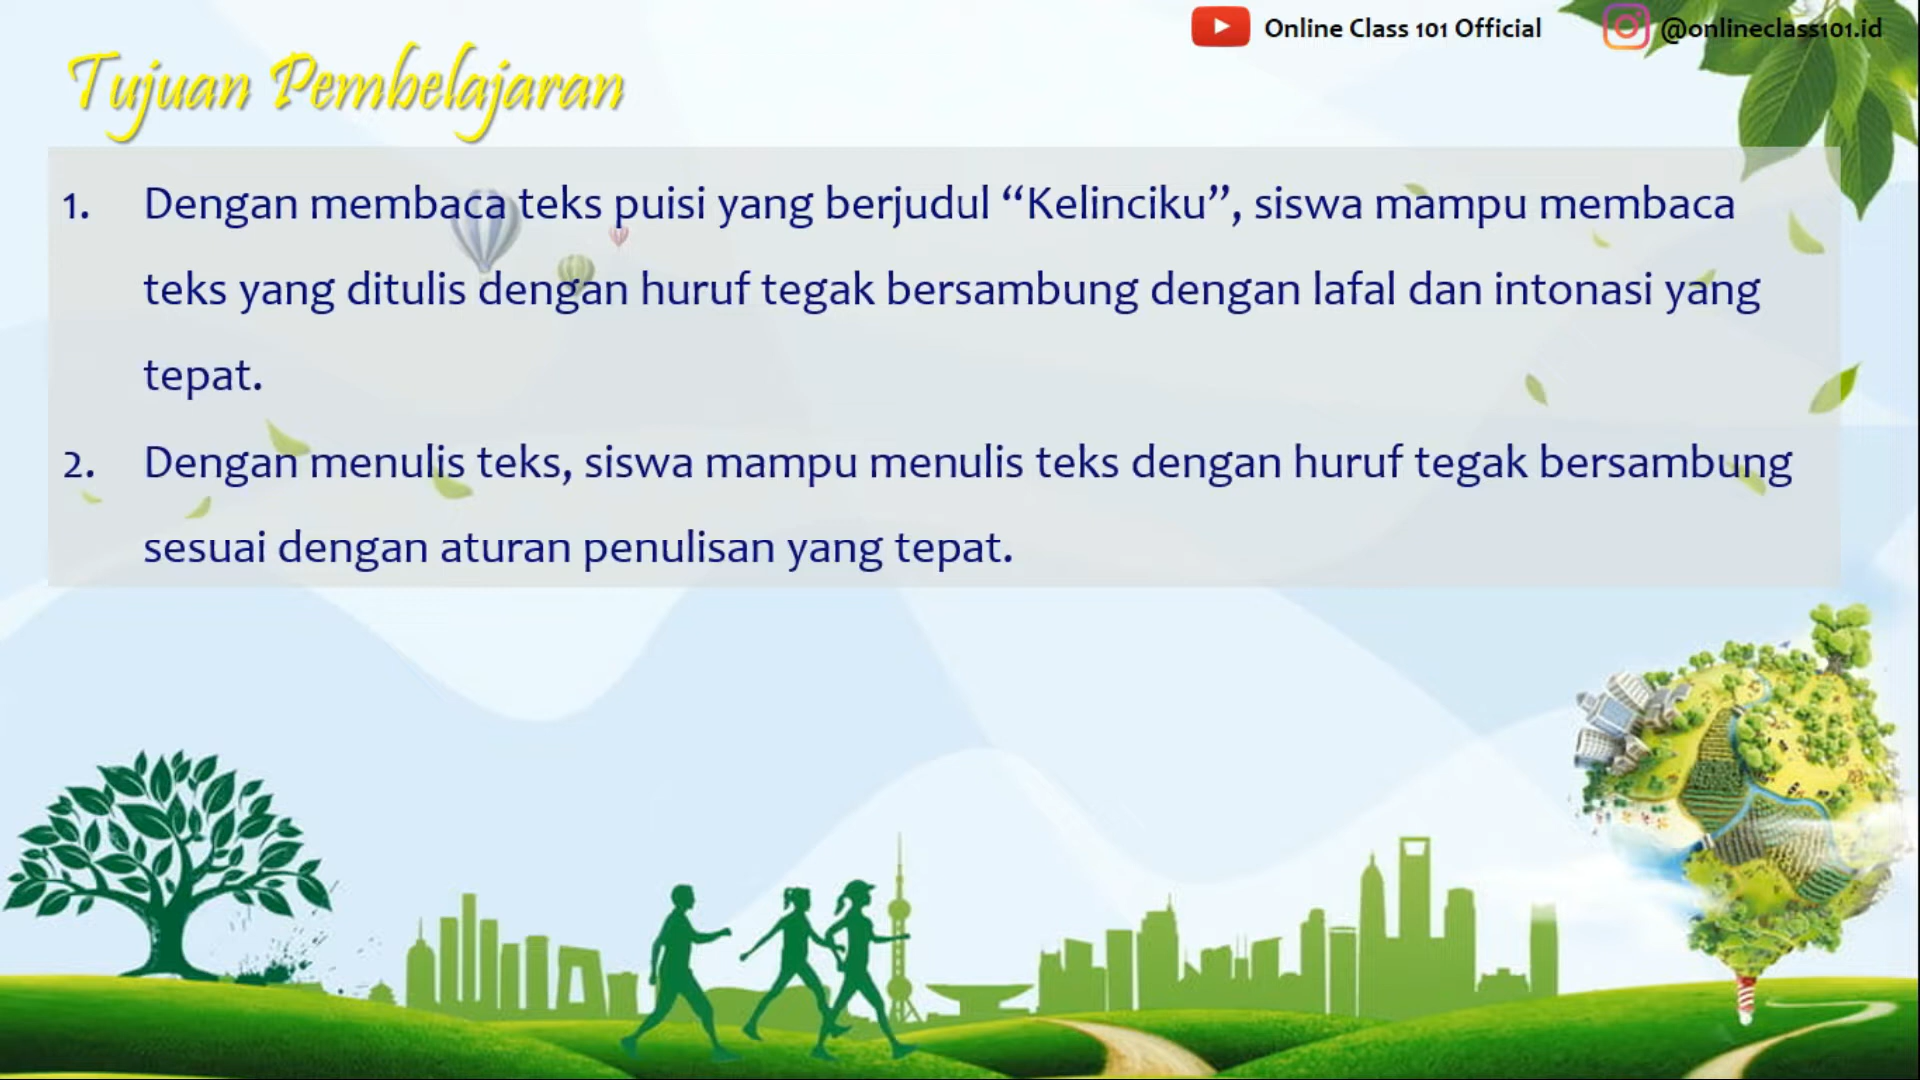 Online Class 101 Official @onlineclass101.id
Tujuan Pembelajaran
1. Dengan membaca teks puisi yang berjudul “Kelinciku”, siswa mampu membaca
teks yang ditulis dengan huruf tegak bersambung dengan lafal dan intonasi yang
tepat.
2. Dengan menulis teks, siswa mampu menulis teks dengan huruf tegak bersambung
sesuai dengan aturan penulisan yang tepat.